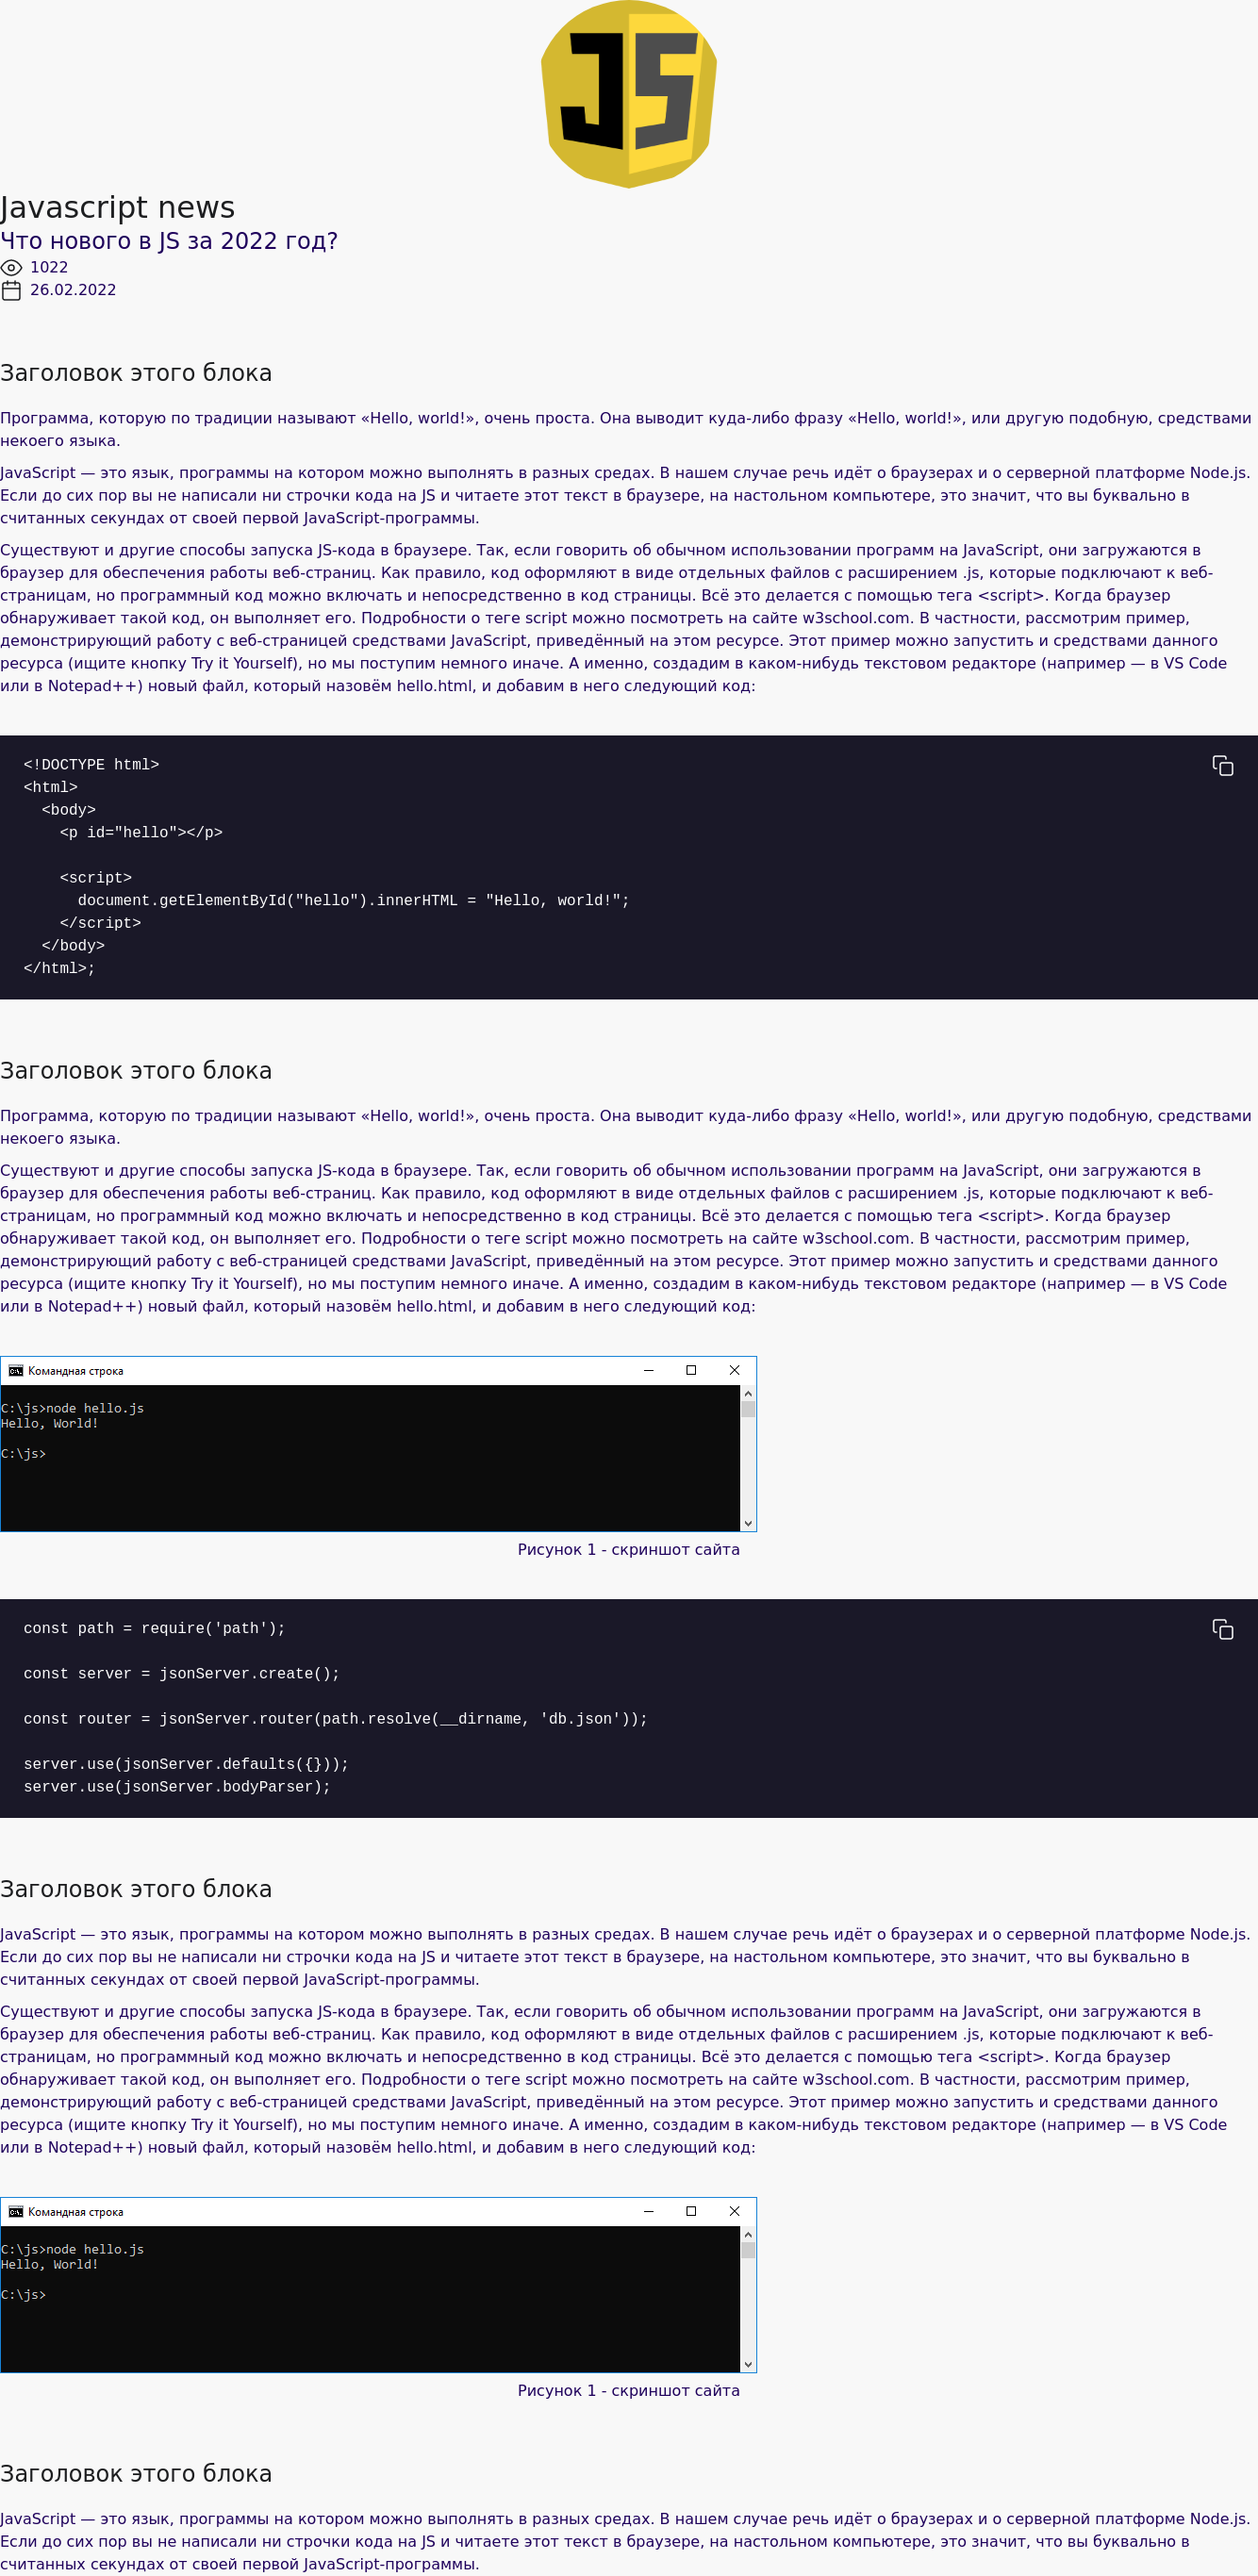 JS
Javascript news
Что нового в JS за 2022 год?
1022
26.02.2022
Заголовок этого блока
Программа, которую по традиции называют «Hello, world!», очень проста. Она выводит куда-либо фразу «Hello, world!», или другую подобную, средствами
некоего языка.
JavaScript — это язык, программы на котором можно выполнять в разных средах. В нашем случае речь идёт о браузерах и о серверной платформе Node.js.
Если до сих пор вы не написали ни строчки кода на JS и читаете этот текст в браузере, на настольном компьютере, это значит, что вы буквально в
считанных секундах от своей первой JavaScript-программы.
Существуют и другие способы запуска JS-кода в браузере. Так, если говорить об обычном использовании программ на JavaScript, они загружаются в
браузер для обеспечения работы веб-страниц. Как правило, код оформляют в виде отдельных файлов с расширением .js, которые подключают к веб-
страницам, но программный код можно включать и непосредственно в код страницы. Всё это делается с помощью тега <script>. Когда браузер
обнаруживает такой код, он выполняет его. Подробности о теге script можно посмотреть на сайте w3school.com. В частности, рассмотрим пример,
демонстрирующий работу с веб-страницей средствами JavaScript, приведённый на этом ресурсе. Этот пример можно запустить и средствами данного
ресурса (ищите кнопку Try it Yourself), но мы поступим немного иначе. А именно, создадим в каком-нибудь текстовом редакторе (например — в VS Code
или в Notepad++) новый файл, который назовём hello.html, и добавим в него следующий код:
<!DOCTYPE html>
<html>
  <body>
    <p id="hello"></p>
    <script>
      document.getElementById("hello").innerHTML = "Hello, world!";
    </script>
  </body>
</html>;
Заголовок этого блока
Программа, которую по традиции называют «Hello, world!», очень проста. Она выводит куда-либо фразу «Hello, world!», или другую подобную, средствами
некоего языка.
Существуют и другие способы запуска JS-кода в браузере. Так, если говорить об обычном использовании программ на JavaScript, они загружаются в
браузер для обеспечения работы веб-страниц. Как правило, код оформляют в виде отдельных файлов с расширением .js, которые подключают к веб-
страницам, но программный код можно включать и непосредственно в код страницы. Всё это делается с помощью тега <script>. Когда браузер
обнаруживает такой код, он выполняет его. Подробности о теге script можно посмотреть на сайте w3school.com. В частности, рассмотрим пример,
демонстрирующий работу с веб-страницей средствами JavaScript, приведённый на этом ресурсе. Этот пример можно запустить и средствами данного
ресурса (ищите кнопку Try it Yourself), но мы поступим немного иначе. А именно, создадим в каком-нибудь текстовом редакторе (например — в VS Code
или в Notepad++) новый файл, который назовём hello.html, и добавим в него следующий код:
Командная строка
C:\js>node hello.js
Hello, World!
C:\js>
Рисунок 1 - скриншот сайта
const path = require('path');
const server = jsonServer.create();
const router = jsonServer.router(path.resolve(__dirname, 'db.json'));
server.use(jsonServer.defaults({}));
server.use(jsonServer.bodyParser);
Заголовок этого блока
JavaScript — это язык, программы на котором можно выполнять в разных средах. В нашем случае речь идёт о браузерах и о серверной платформе Node.js.
Если до сих пор вы не написали ни строчки кода на JS и читаете этот текст в браузере, на настольном компьютере, это значит, что вы буквально в
считанных секундах от своей первой JavaScript-программы.
Существуют и другие способы запуска JS-кода в браузере. Так, если говорить об обычном использовании программ на JavaScript, они загружаются в
браузер для обеспечения работы веб-страниц. Как правило, код оформляют в виде отдельных файлов с расширением .js, которые подключают к веб-
страницам, но программный код можно включать и непосредственно в код страницы. Всё это делается с помощью тега <script>. Когда браузер
обнаруживает такой код, он выполняет его. Подробности о теге script можно посмотреть на сайте w3school.com. В частности, рассмотрим пример,
демонстрирующий работу с веб-страницей средствами JavaScript, приведённый на этом ресурсе. Этот пример можно запустить и средствами данного
ресурса (ищите кнопку Try it Yourself), но мы поступим немного иначе. А именно, создадим в каком-нибудь текстовом редакторе (например — в VS Code
или в Notepad++) новый файл, который назовём hello.html, и добавим в него следующий код:
Командная строка
C:\js>node hello.js
Hello, World!
C:\js>
Рисунок 1 - скриншот сайта
Заголовок этого блока
JavaScript — это язык, программы на котором можно выполнять в разных средах. В нашем случае речь идёт о браузерах и о серверной платформе Node.js.
Если до сих пор вы не написали ни строчки кода на JS и читаете этот текст в браузере, на настольном компьютере, это значит, что вы буквально в
считанных секундах от своей первой JavaScript-программы.